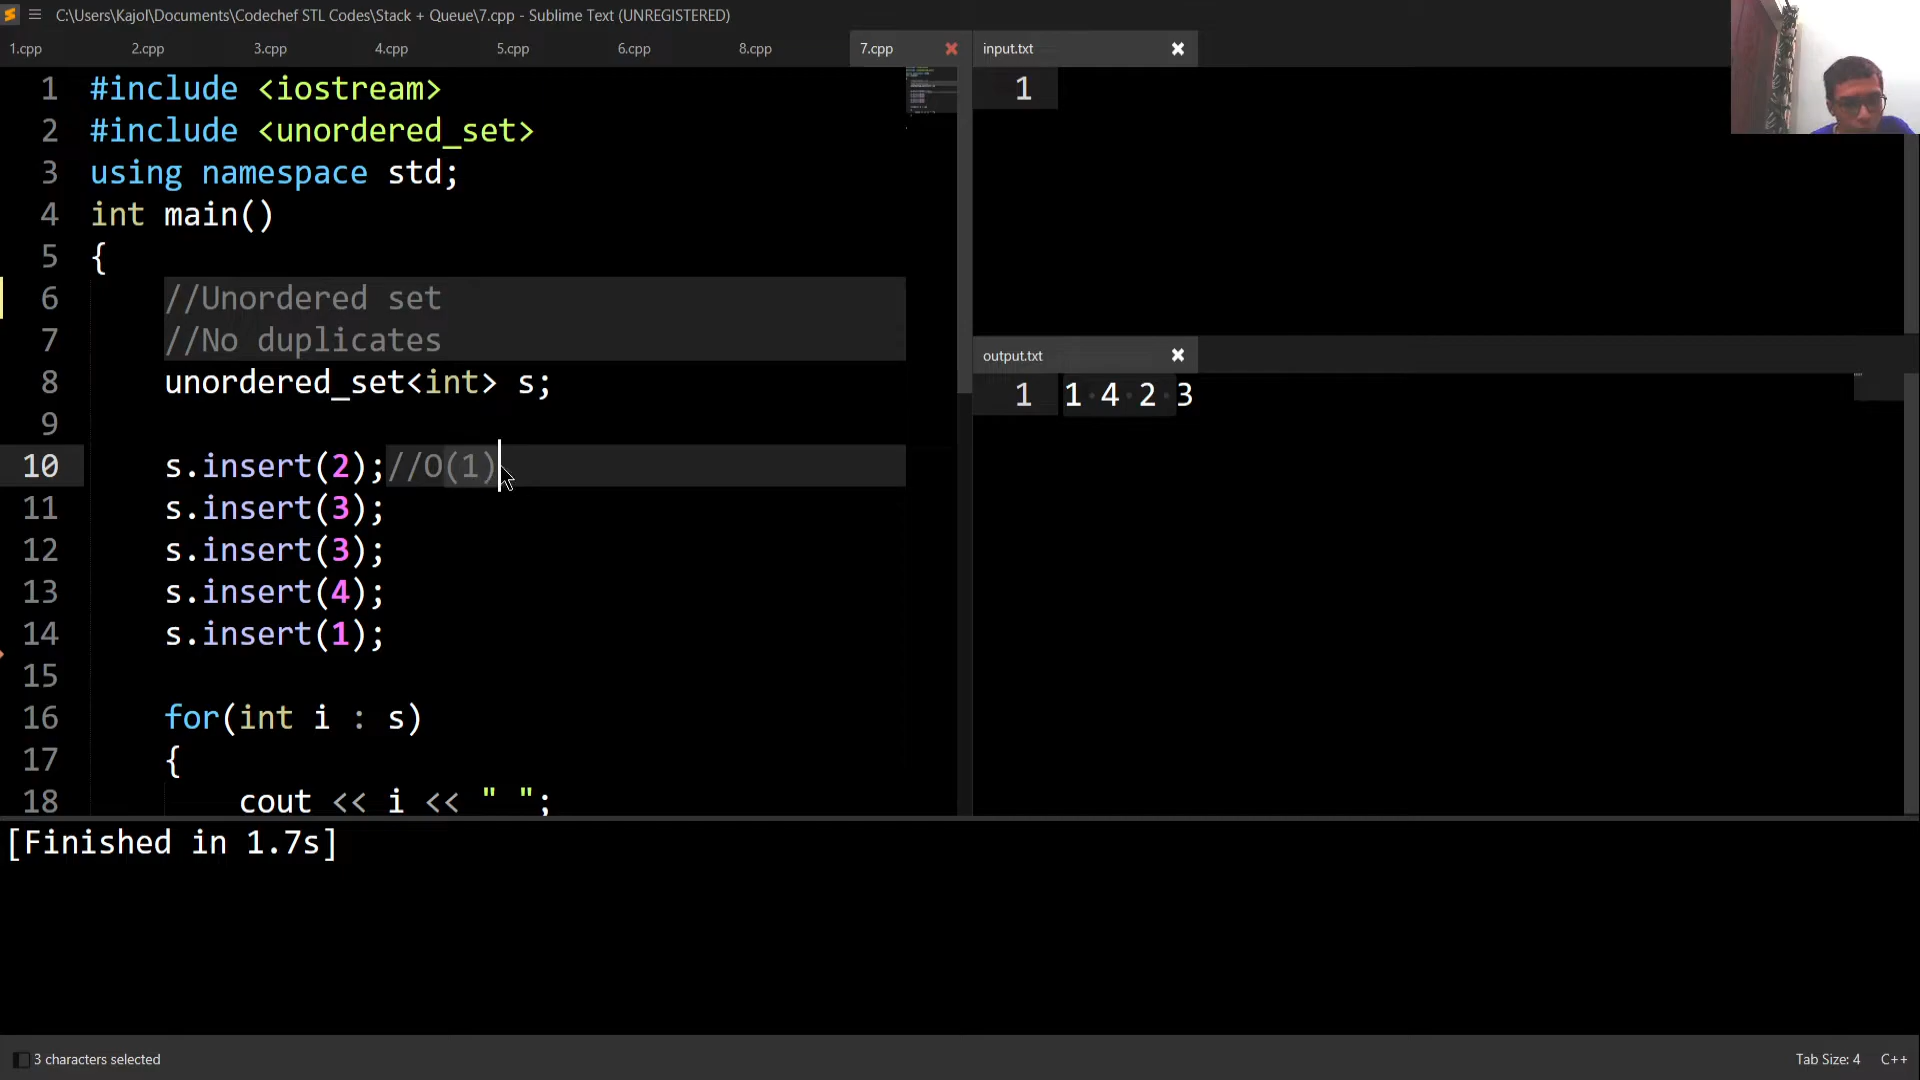 C:\Users\Kajol\Documents\Codechef STL Codes\Stack + Queue\7.cpp - Sublime Text (UNREGISTERED)
1.cpp 2.cpp 3.cpp 4.cpp 5.cpp 6.cpp 8.cpp 7.cpp input.txt
1 #include <iostream>
2 #include <unordered_set>
3 using namespace std;
4 int main()
5 {
6 //Unordered set
7 //No duplicates
8 unordered_set<int> s;
9
10 s.insert(2);//O(1)
11 s.insert(3);
12 s.insert(3);
13 s.insert(4);
14 s.insert(1);
15
16 for(int i : s)
17 {
18 cout << i << " ";
1
output.txt
1 1 4 2 3
[Finished in 1.7s]
3 characters selected
Tab Size: 4 C++